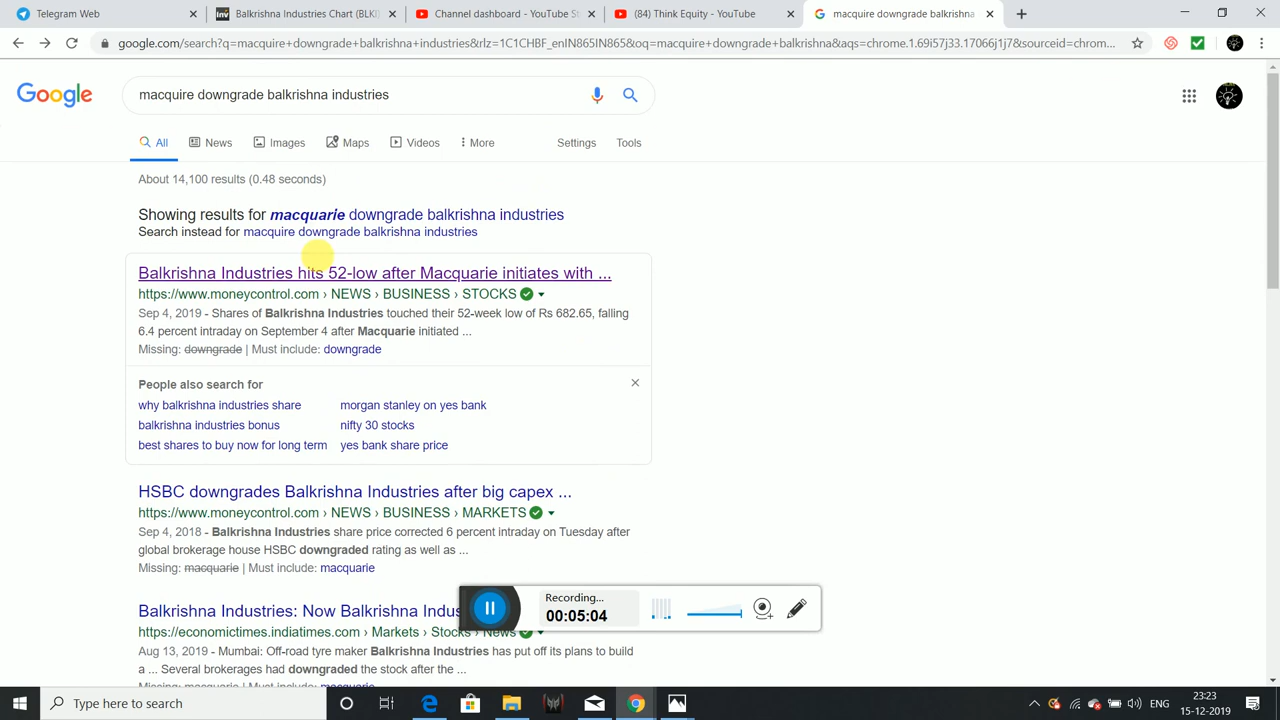 Telegram Web
Balkrishna Industries Chart (BLKI)
Channel dashboard - YouTube St
(84) Think Equity - YouTube
macquire downgrade balkrishna
google.com/search?q=macquire+downgrade+balkrishna+industries&rlz=1C1CHBF_enIN865IN865&oq=macquire+downgrade+balkrishna&aqs=chrome.1.69i57j33.17066j1j7&sourceid=chrom...
Google
macquire downgrade balkrishna industries
All News Images Maps Videos More Settings Tools
About 14,100 results (0.48 seconds)
Showing results for macquarie downgrade balkrishna industries
Search instead for macquire downgrade balkrishna industries
Balkrishna Industries hits 52-low after Macquarie initiates with ...
https://www.moneycontrol.com › NEWS › BUSINESS › STOCKS
Sep 4, 2019 - Shares of Balkrishna Industries touched their 52-week low of Rs 682.65, falling
6.4 percent intraday on September 4 after Macquarie initiated ...
Missing: downgrade | Must include: downgrade
People also search for
why balkrishna industries share
morgan stanley on yes bank
balkrishna industries bonus
nifty 30 stocks
best shares to buy now for long term
yes bank share price
HSBC downgrades Balkrishna Industries after big capex ...
https://www.moneycontrol.com › NEWS › BUSINESS › MARKETS
Sep 4, 2018 - Balkrishna Industries share price corrected 6 percent intraday on Tuesday after
global brokerage house HSBC downgraded rating as well as ...
Missing: macquarie | Must include: macquarie
Balkrishna Industries: Now Balkrishna Indus
https://economictimes.indiatimes.com › Markets › Stocks › News
Aug 13, 2019 - Mumbai: Off-road tyre maker Balkrishna Industries has put off its plans to build
a ... Several brokerages had downgraded the stock after the ...
Missing: macquarie | Must include: macquarie
Recording...
00:05:04
Type here to search
ENG
23:23
15-12-2019